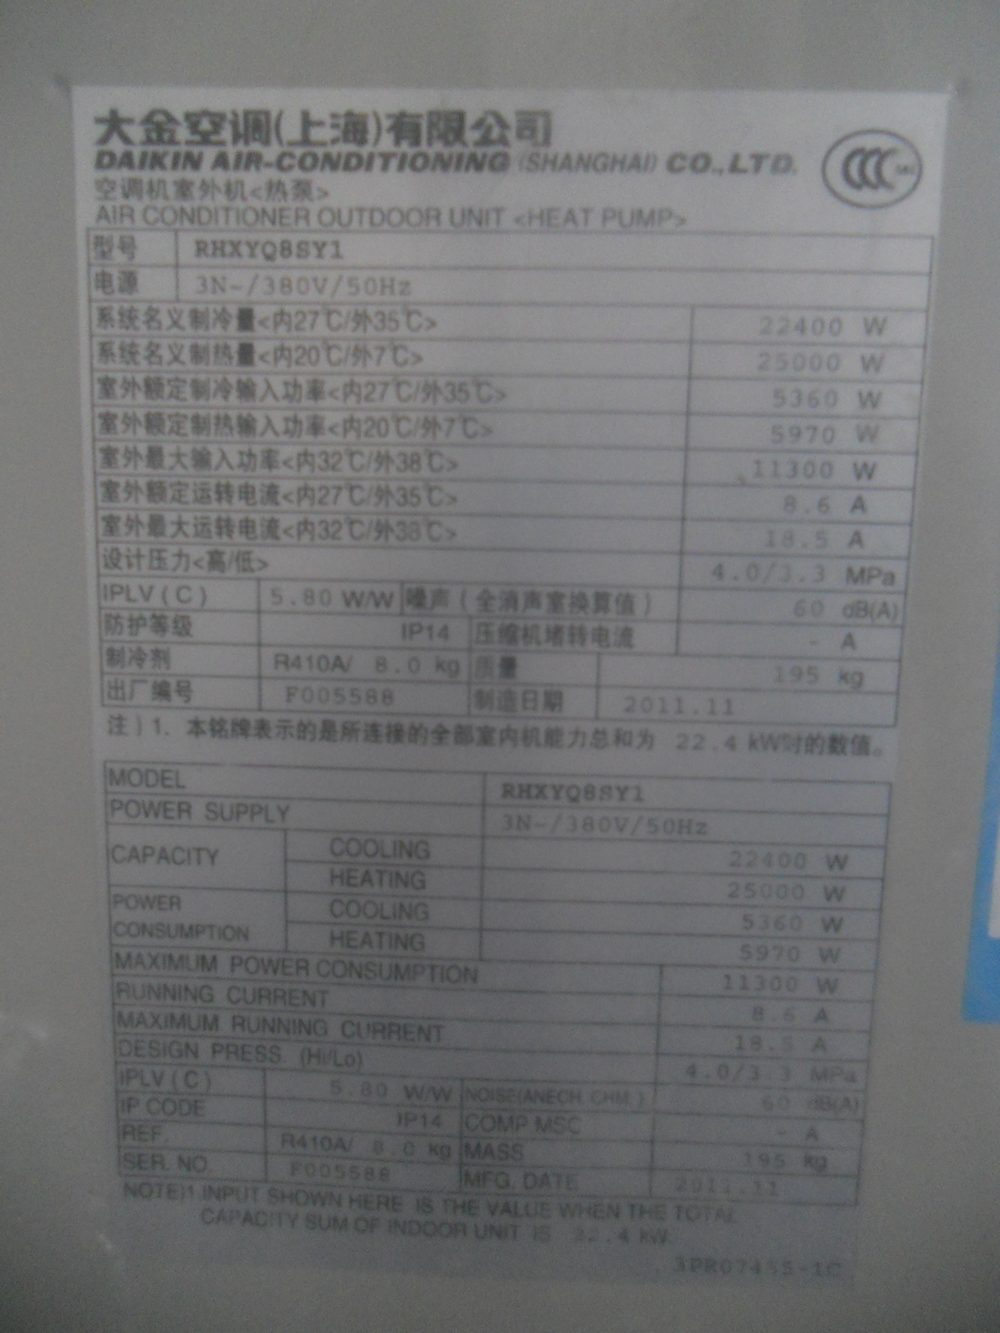 大金空调(上海)有限公司
DAIKIN AIR-CONDITIONING (SHANGHAI) CO.,LTD.
空调机室外机<热泵>
AIR CONDITIONER OUTDOOR UNIT <HEAT PUMP>
型号 RHXYQ8SY1
电源 3N~/380V/50Hz
系统名义制冷量<内27℃/外35℃> 22400 W
系统名义制热量<内20℃/外7℃> 25000 W
室外额定制冷输入功率<内27℃/外35℃> 5360 W
室外额定制热输入功率<内20℃/外7℃> 5970 W
室外最大输入功率<内32℃/外38℃> 11300 W
室外额定运转电流<内27℃/外35℃> 8.6 A
室外最大运转电流<内32℃/外38℃> 18.5 A
设计压力<高/低> 4.0/3.3 MPa
IPLV(C) 5.80 W/W 噪声(全消声室换算值) 60 dB(A)
防护等级 IP14 压缩机堵转电流 - A
制冷剂 R410A/ 8.0 kg 质量 195 kg
出厂编号 F005588 制造日期 2011.11
注)1. 本铭牌表示的是所连接的全部室内机能力总和为 22.4 kW时的数值。
MODEL RHXYQ8SY1
POWER SUPPLY 3N~/380V/50Hz
CAPACITY COOLING 22400 W
HEATING 25000 W
POWER CONSUMPTION COOLING 5360 W
HEATING 5970 W
MAXIMUM POWER CONSUMPTION 11300 W
RUNNING CURRENT 8.6 A
MAXIMUM RUNNING CURRENT 18.5 A
DESIGN PRESS. (Hi/Lo) 4.0/3.3 MPa
IPLV(C) 5.80 W/W NOISE(ANECH. CHM.) 60 dB(A)
IP CODE IP14 COMP MSC - A
REF. R410A/ 8.0 kg MASS 195 kg
SER. NO. F005588 MFG. DATE 2011.11
NOTE)1.INPUT SHOWN HERE IS THE VALUE WHEN THE TOTAL
CAPACITY SUM OF INDOOR UNIT IS 22.4 kW.